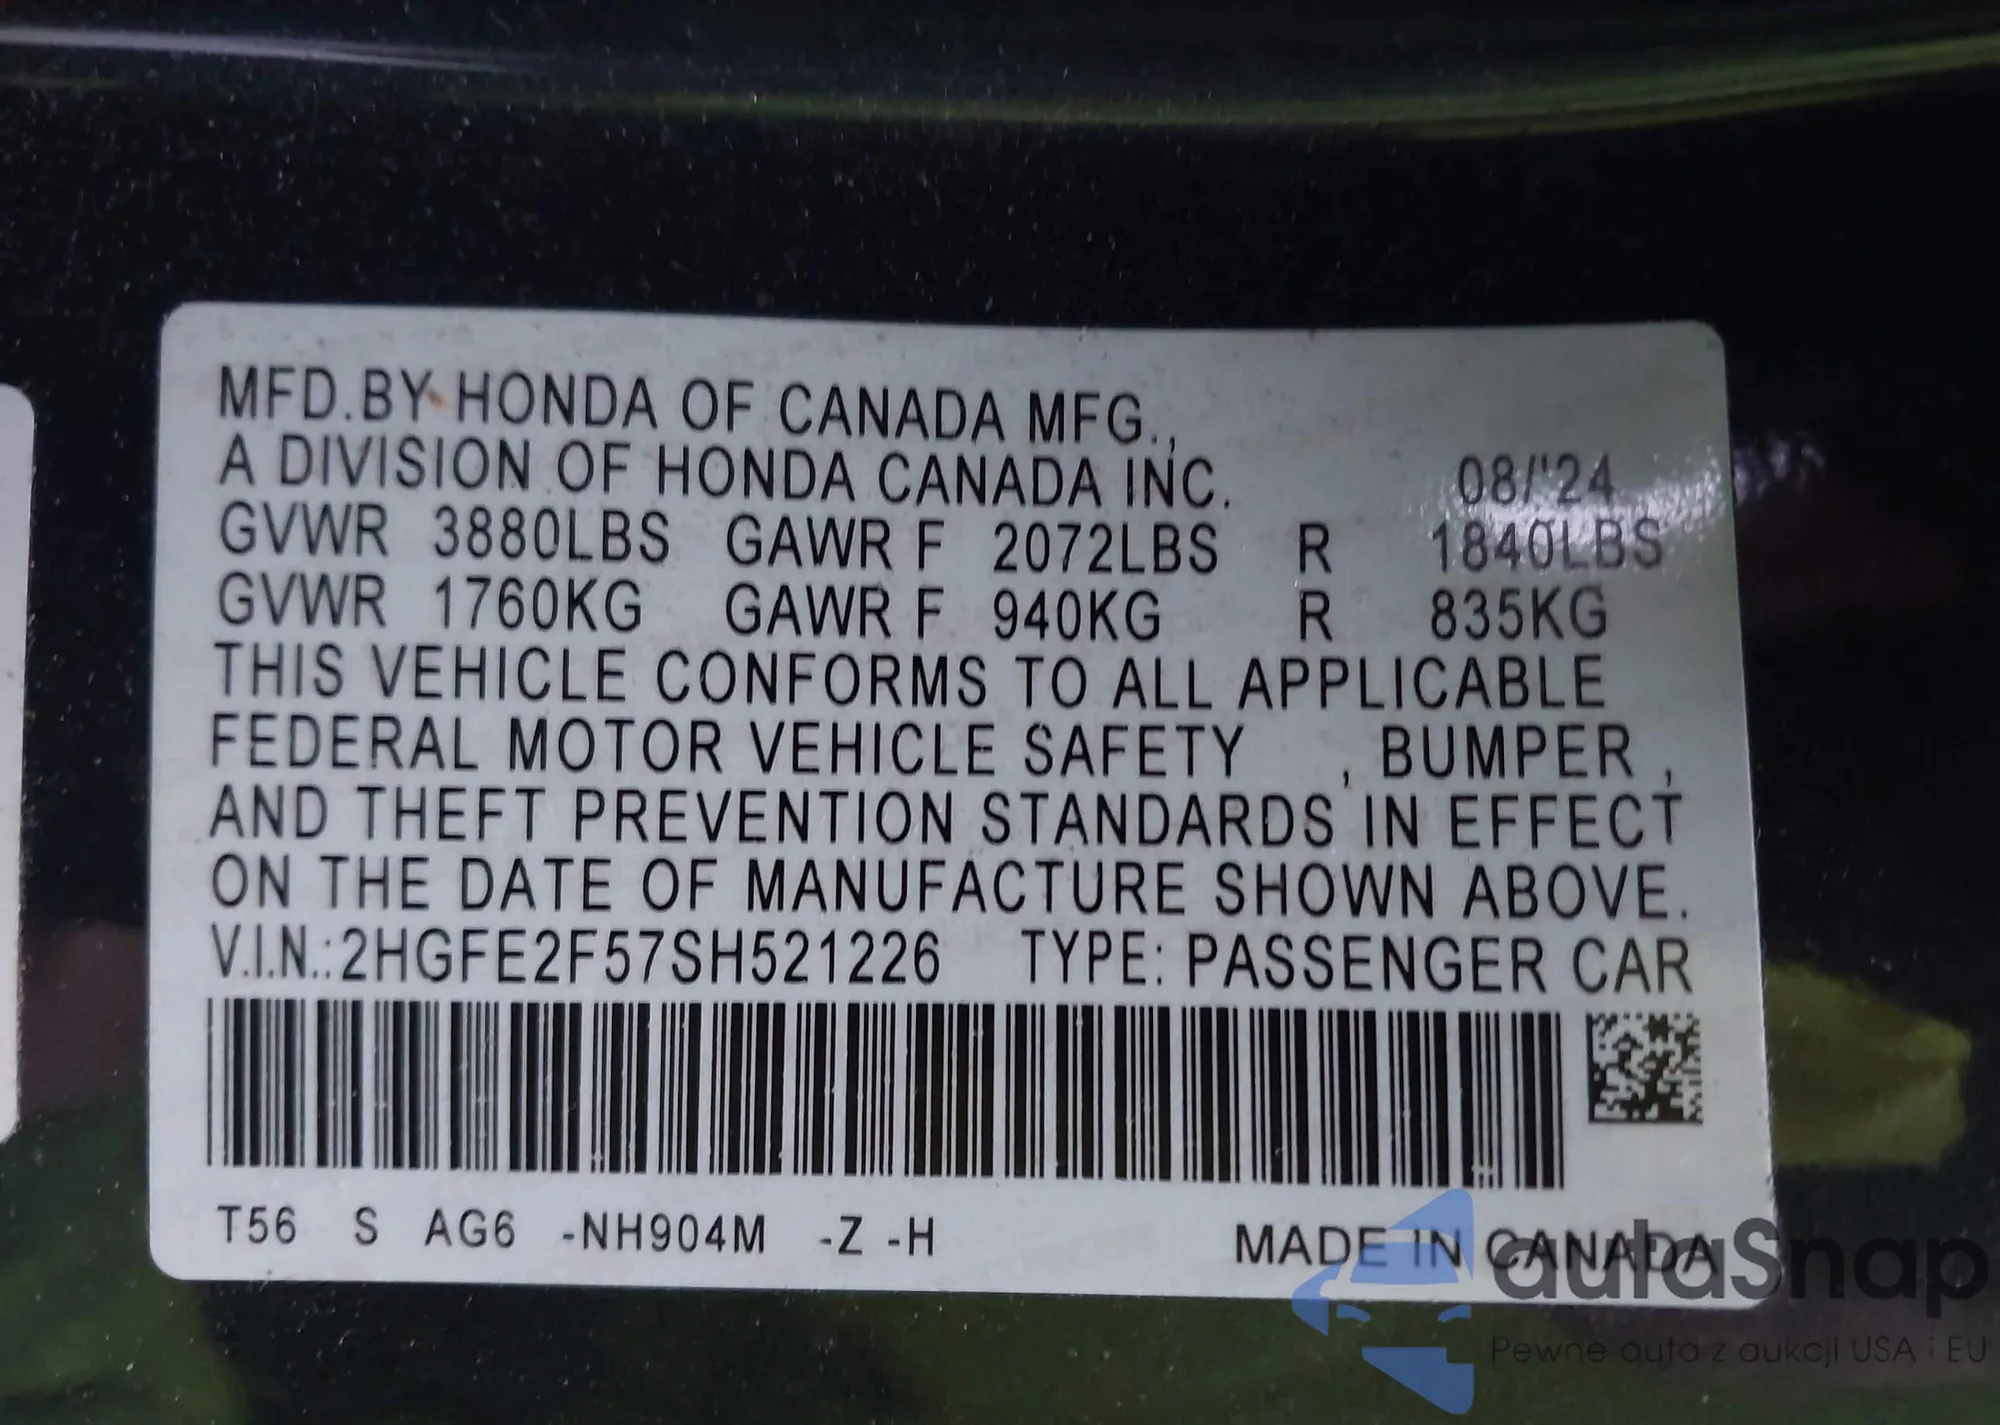 MFD.BY HONDA OF CANADA MFG.,
A DIVISION OF HONDA CANADA INC. 08/'24
GVWR 3880LBS GAWR F 2072LBS R 1840LBS
GVWR 1760KG GAWR F 940KG R 835KG
THIS VEHICLE CONFORMS TO ALL APPLICABLE
FEDERAL MOTOR VEHICLE SAFETY , BUMPER ,
AND THEFT PREVENTION STANDARDS IN EFFECT
ON THE DATE OF MANUFACTURE SHOWN ABOVE.
V.I.N.:2HGFE2F57SH521226 TYPE: PASSENGER CAR
T56 S AG6 -NH904M -Z -H MADE IN CANADA
autaSnap
Pewne auta z aukcji USA i EU